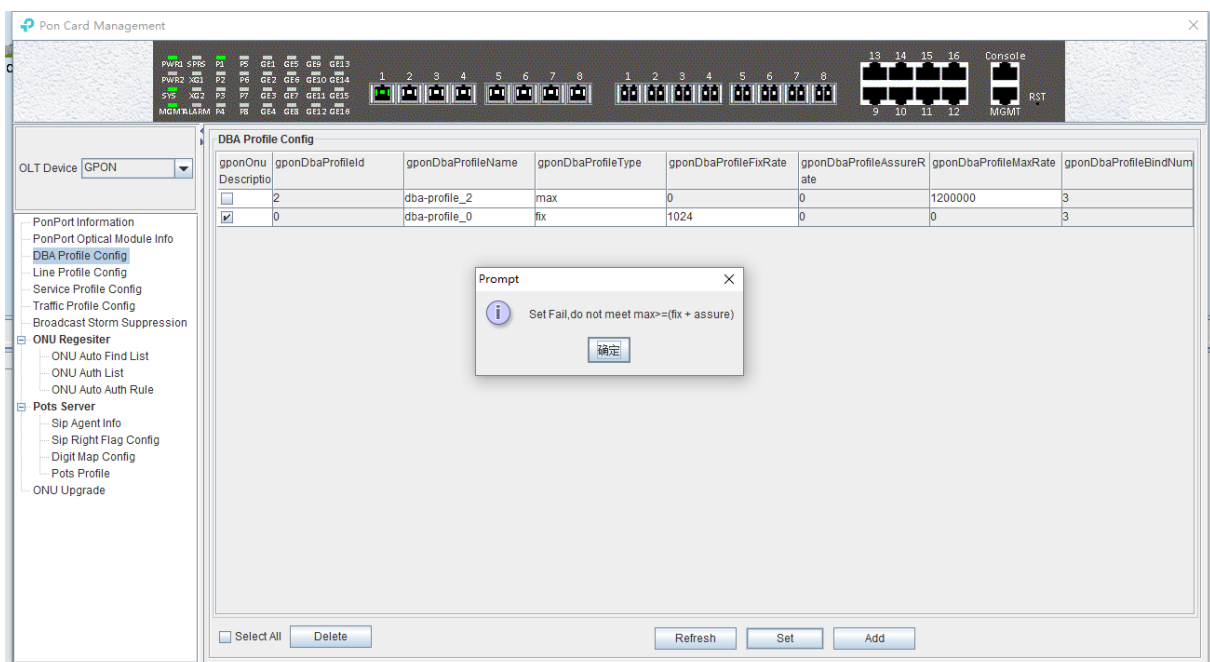 Pon Card Management
PWR1 SPRS P1 P5 GE1 GE5 GE9 GE13
PWR2 XG1 P2 P6 GE2 GE6 GE10 GE14
SYS XG2 P3 P7 GE3 GE7 GE11 GE15
MGMT ALARM P4 P8 GE4 GE8 GE12 GE16
1 2 3 4 5 6 7 8 1 2 3 4 5 6 7 8
13 14 15 16 Console
RST
9 10 11 12 MGMT
OLT Device GPON
PonPort Information
PonPort Optical Module Info
DBA Profile Config
Line Profile Config
Service Profile Config
Traffic Profile Config
Broadcast Storm Suppression
ONU Regesiter
ONU Auto Find List
ONU Auth List
ONU Auto Auth Rule
Pots Server
Sip Agent Info
Sip Right Flag Config
Digit Map Config
Pots Profile
ONU Upgrade
DBA Profile Config
gponOnu gponDbaProfileId gponDbaProfileName gponDbaProfileType gponDbaProfileFixRate gponDbaProfileAssureR gponDbaProfileMaxRate gponDbaProfileBindNum
Descriptio ate
2 dba-profile_2 max 0 0 1200000 3
0 dba-profile_0 fix 1024 0 0 3
Prompt
Set Fail,do not meet max>=(fix + assure)
确定
Select All Delete Refresh Set Add